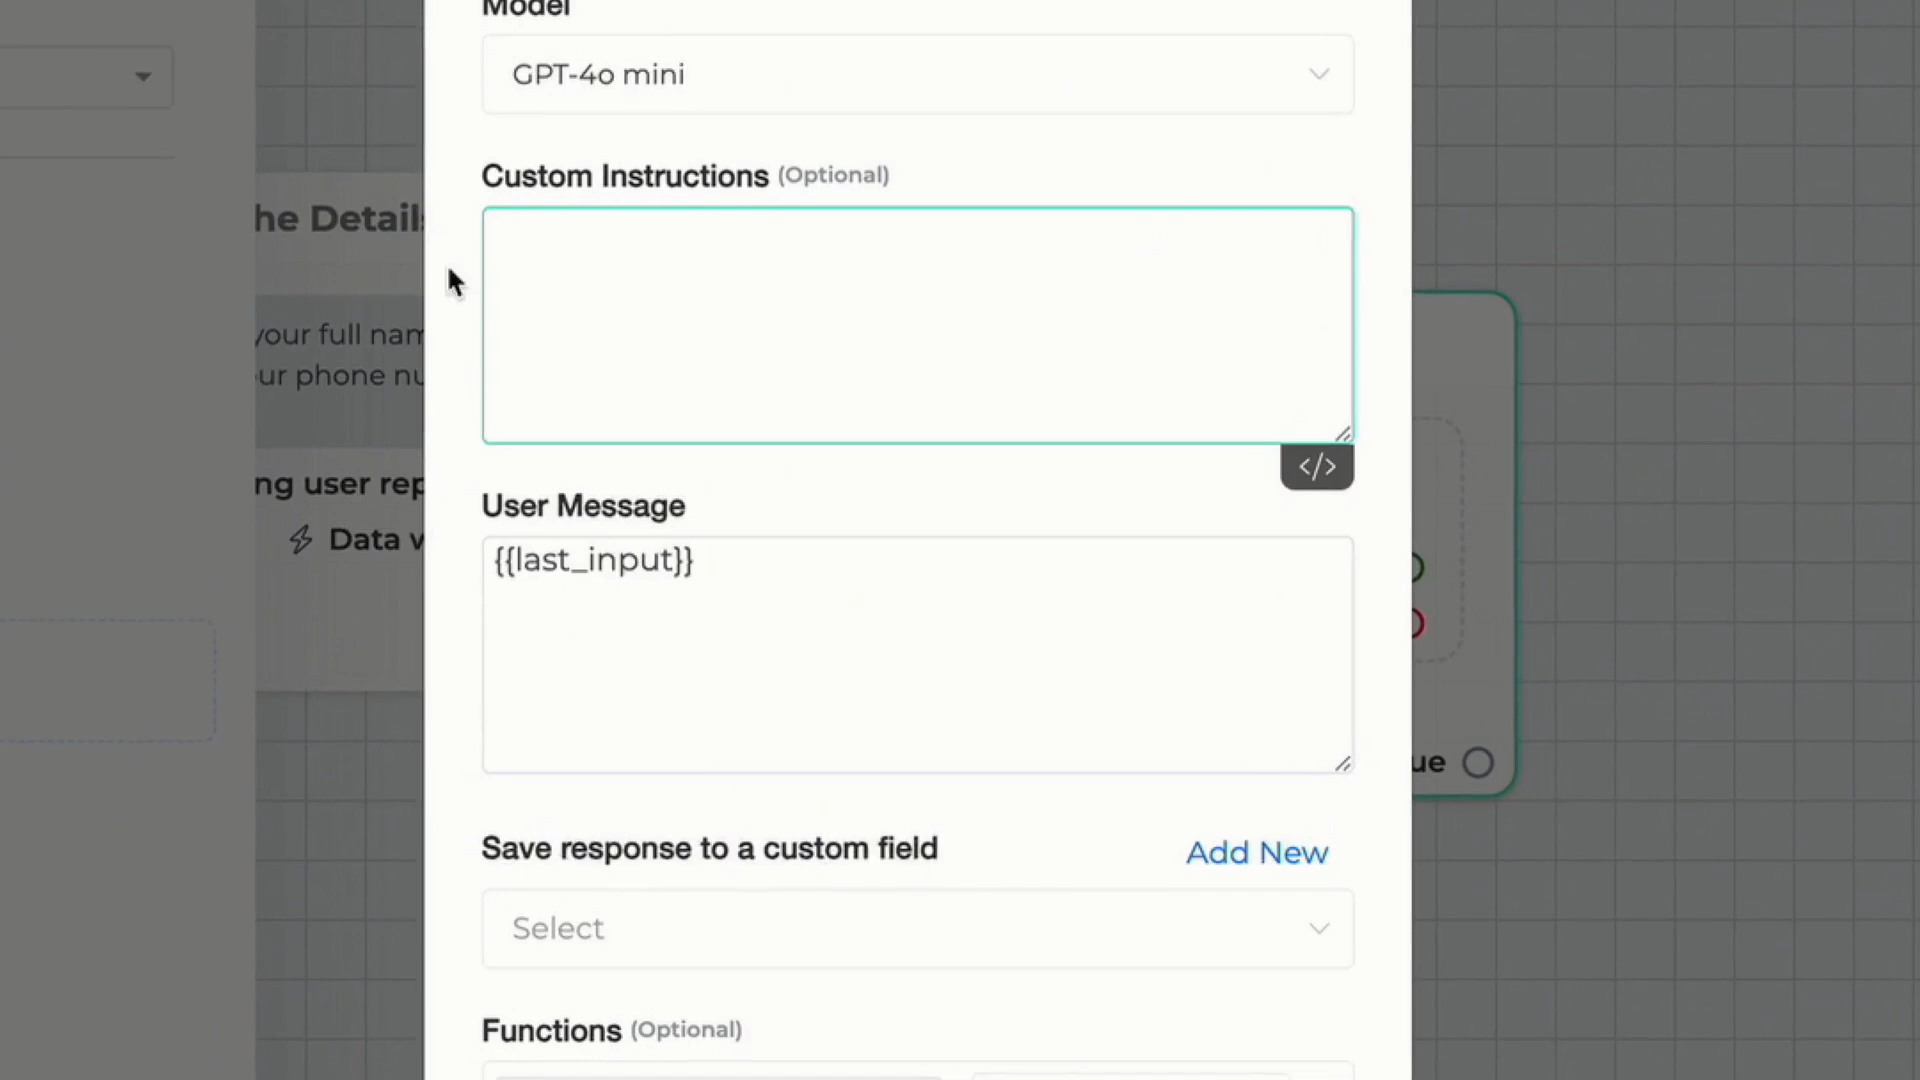 Model
GPT-4o mini
Custom Instructions (Optional)
he Details
your full nam
ur phone nu
</>
ng user rep
User Message
Data
{{last_input}}
ue
Save response to a custom field
Add New
Select
Functions (Optional)